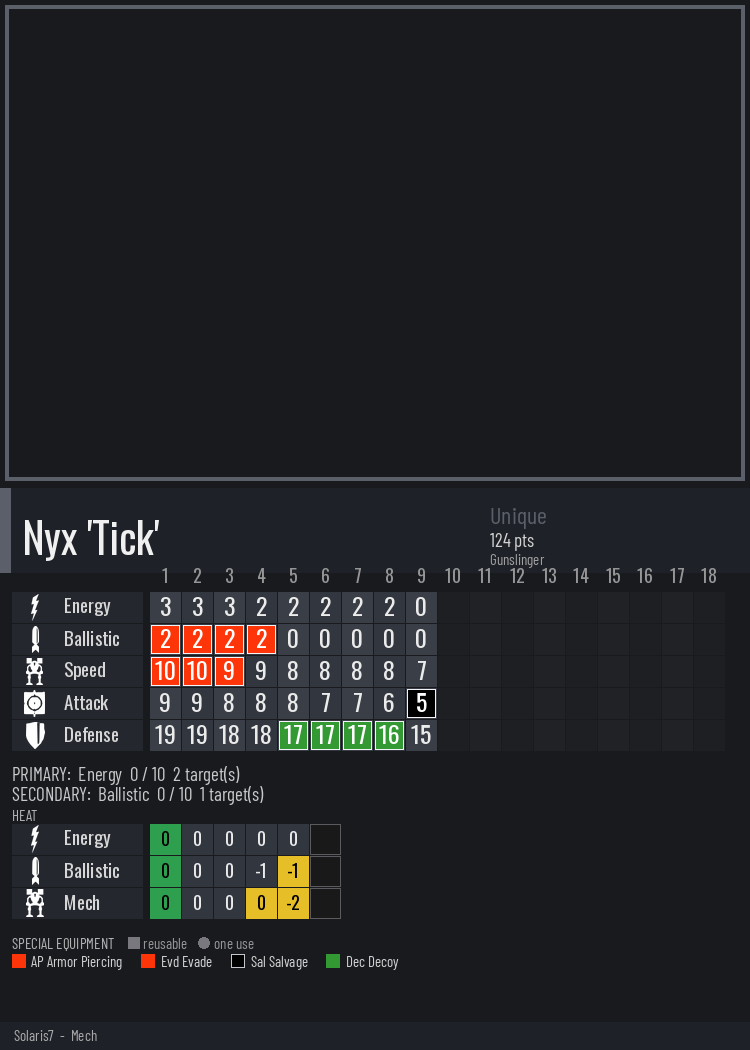 Nyx 'Tick'
Unique
124 pts
Gunslinger
1 2 3 4 5 6 7 8 9 10 11 12 13 14 15 16 17 18
Energy 3 3 3 2 2 2 2 2 0
Ballistic 2 2 2 2 0 0 0 0 0
Speed 10 10 9 9 8 8 8 8 7
Attack 9 9 8 8 8 7 7 6 5
Defense 19 19 18 18 17 17 17 16 15
PRIMARY: Energy 0 / 10 2 target(s)
SECONDARY: Ballistic 0 / 10 1 target(s)
HEAT
Energy 0 0 0 0 0
Ballistic 0 0 0 -1 -1
Mech 0 0 0 0 -2
SPECIAL EQUIPMENT reusable one use
AP Armor Piercing Evd Evade Sal Salvage Dec Decoy
Solaris7 - Mech